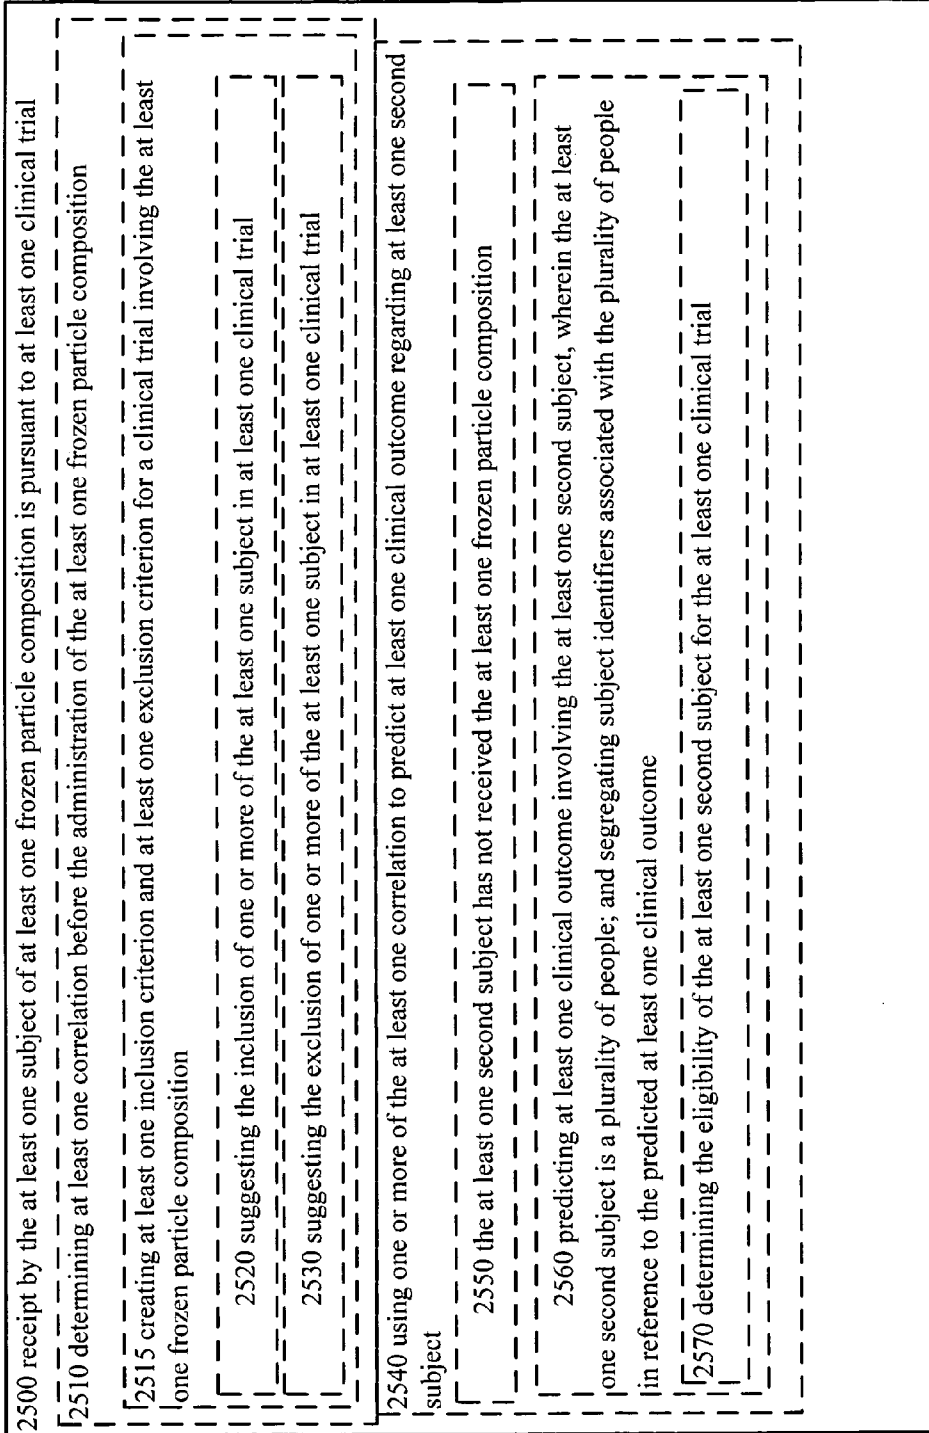 2500 receipt by the at least one subject of at least one frozen particle composition is pursuant to at least one clinical trial
2510 determining at least one correlation before the administration of the at least one frozen particle composition
2515 creating at least one inclusion criterion and at least one exclusion criterion for a clinical trial involving the at least
one frozen particle composition
2520 suggesting the inclusion of one or more of the at least one subject in at least one clinical trial
2530 suggesting the exclusion of one or more of the at least one subject in at least one clinical trial
2540 using one or more of the at least one correlation to predict at least one clinical outcome regarding at least one second
subject
2550 the at least one second subject has not received the at least one frozen particle composition
2560 predicting at least one clinical outcome involving the at least one second subject, wherein the at least
one second subject is a plurality of people; and segregating subject identifiers associated with the plurality of people
in reference to the predicted at least one clinical outcome
2570 determining the eligibility of the at least one second subject for the at least one clinical trial